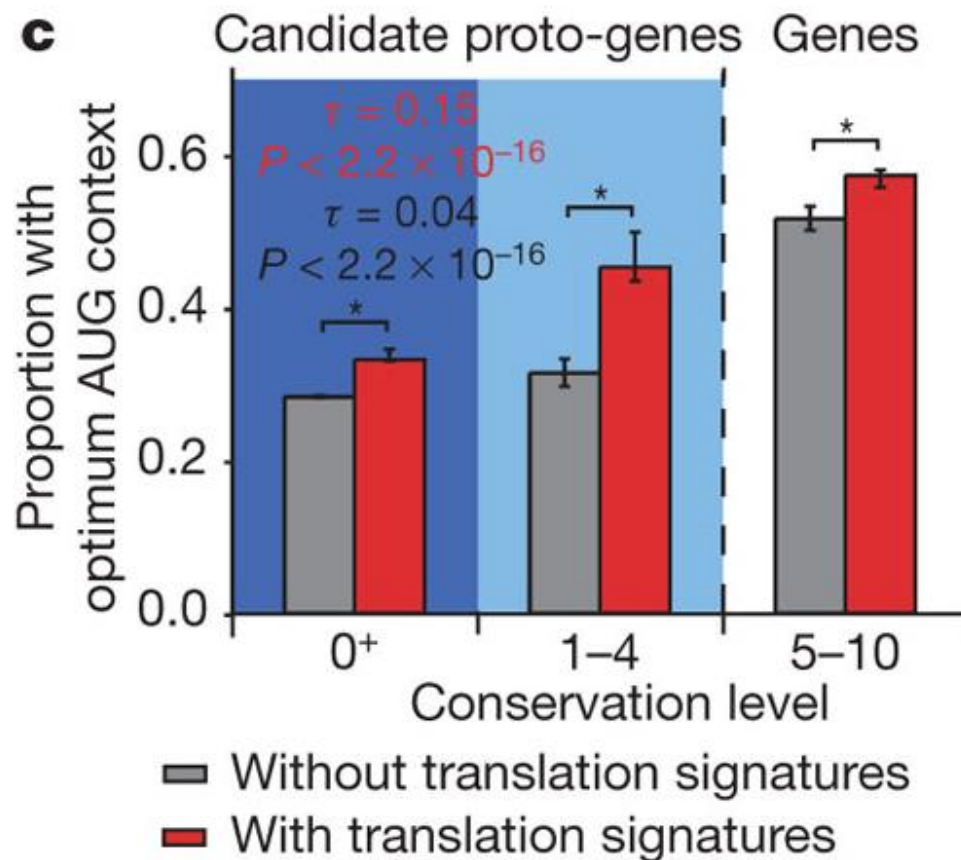 c Candidate proto-genes Genes
Proportion with
optimum AUG context
0.6
0.4
0.2
0.0
τ = 0.15
P < 2.2 × 10⁻¹⁶
τ = 0.04
P < 2.2 × 10⁻¹⁶
*
*
*
0⁺ 1–4 5–10
Conservation level
Without translation signatures
With translation signatures